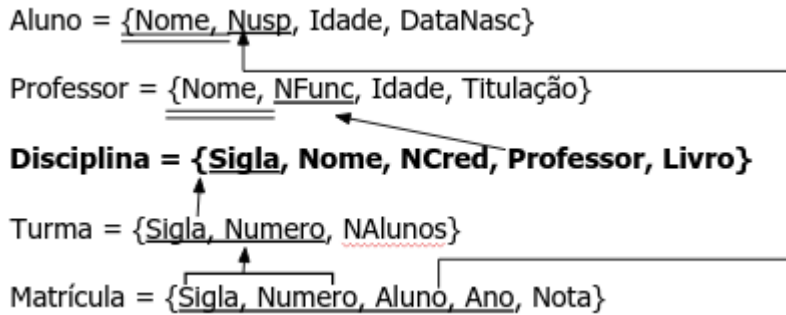 Aluno = {Nome, Nusp, Idade, DataNasc}
Professor = {Nome, NFunc, Idade, Titulação}
Disciplina = {Sigla, Nome, NCred, Professor, Livro}
Turma = {Sigla, Numero, NAlunos}
Matrícula = {Sigla, Numero, Aluno, Ano, Nota}